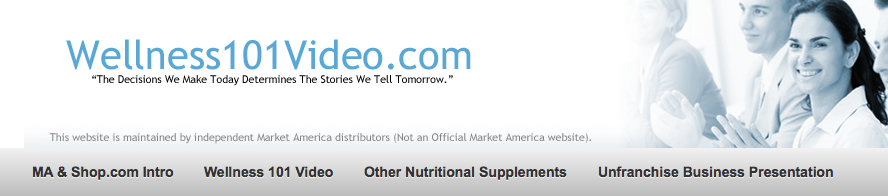 Wellness101Video.com
“The Decisions We Make Today Determines The Stories We Tell Tomorrow.”
This website is maintained by independent Market America distributors (Not an Official Market America website).
MA & Shop.com Intro Wellness 101 Video Other Nutritional Supplements Unfranchise Business Presentation